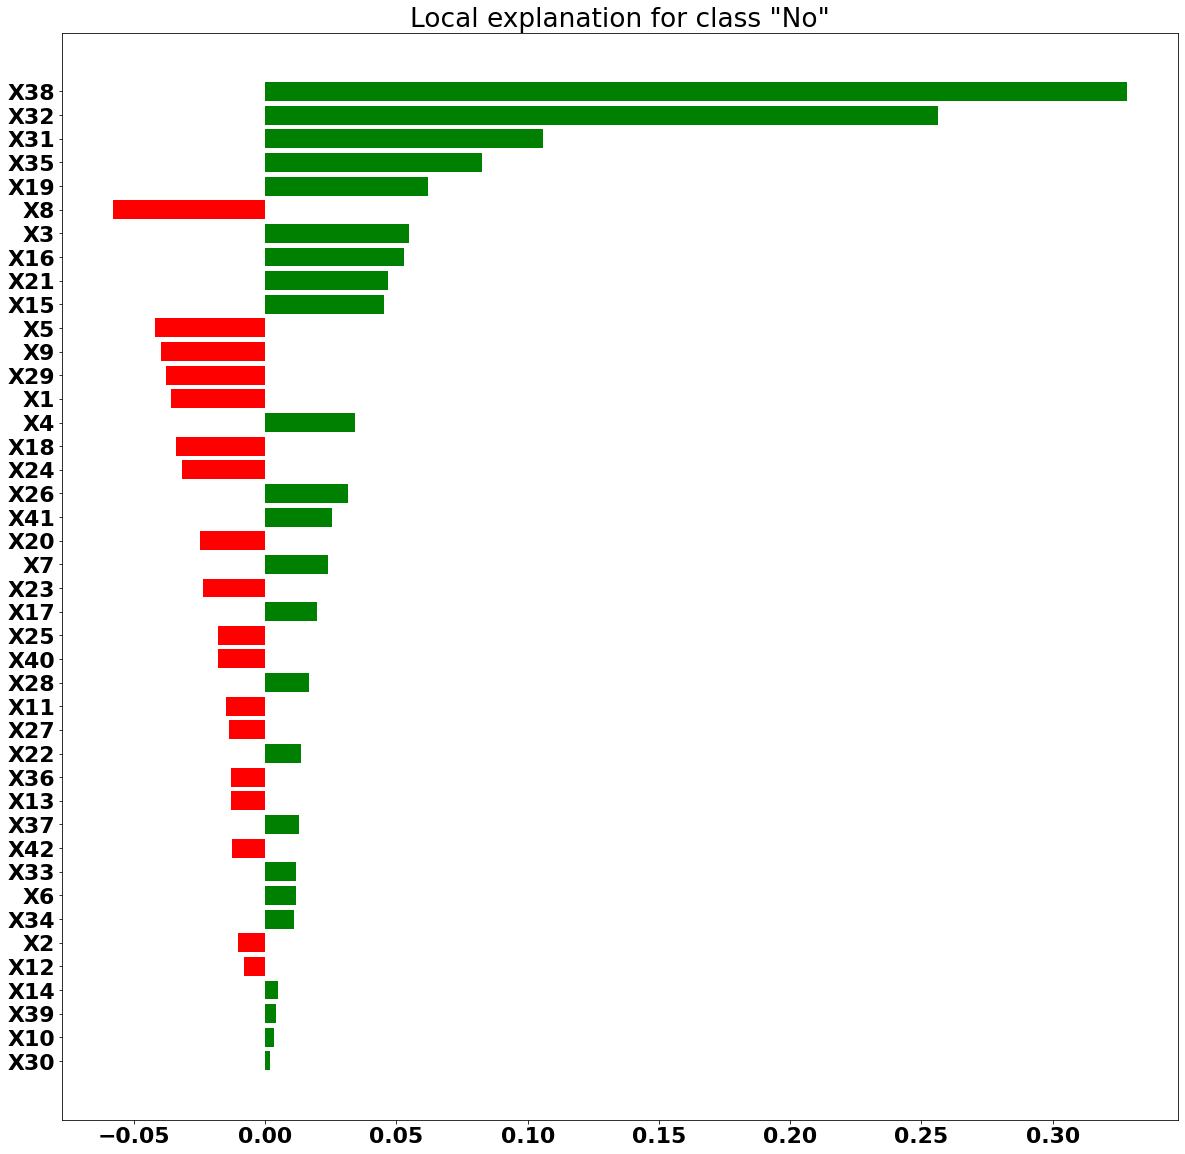 Local explanation for class "No"
X38
X32
X31
X35
X19
X8
X3
X16
X21
X15
X5
X9
X29
X1
X4
X18
X24
X26
X41
X20
X7
X23
X17
X25
X40
X28
X11
X27
X22
X36
X13
X37
X42
X33
X6
X34
X2
X12
X14
X39
X10
X30
−0.05 0.00 0.05 0.10 0.15 0.20 0.25 0.30